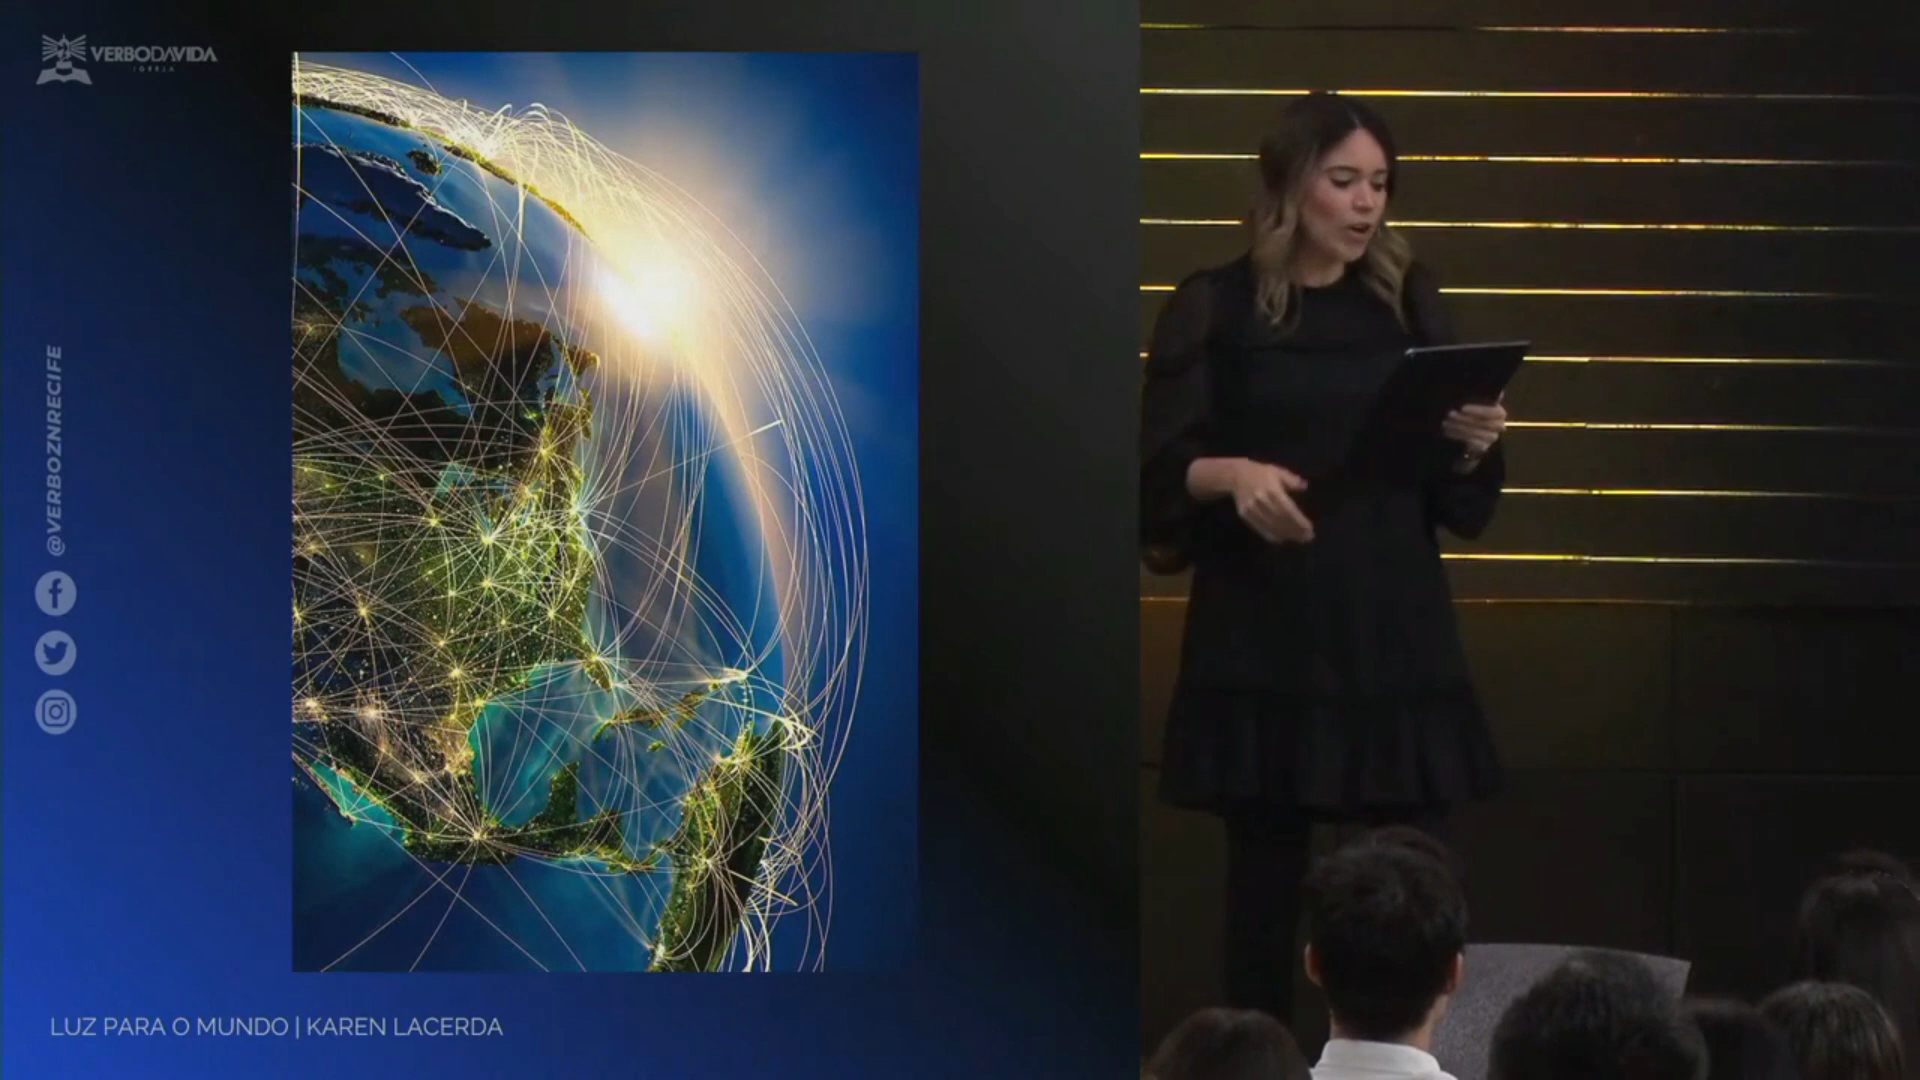 VERBODAVIDA
IGREJA
@VERBOZNRECIFE
LUZ PARA O MUNDO | KAREN LACERDA